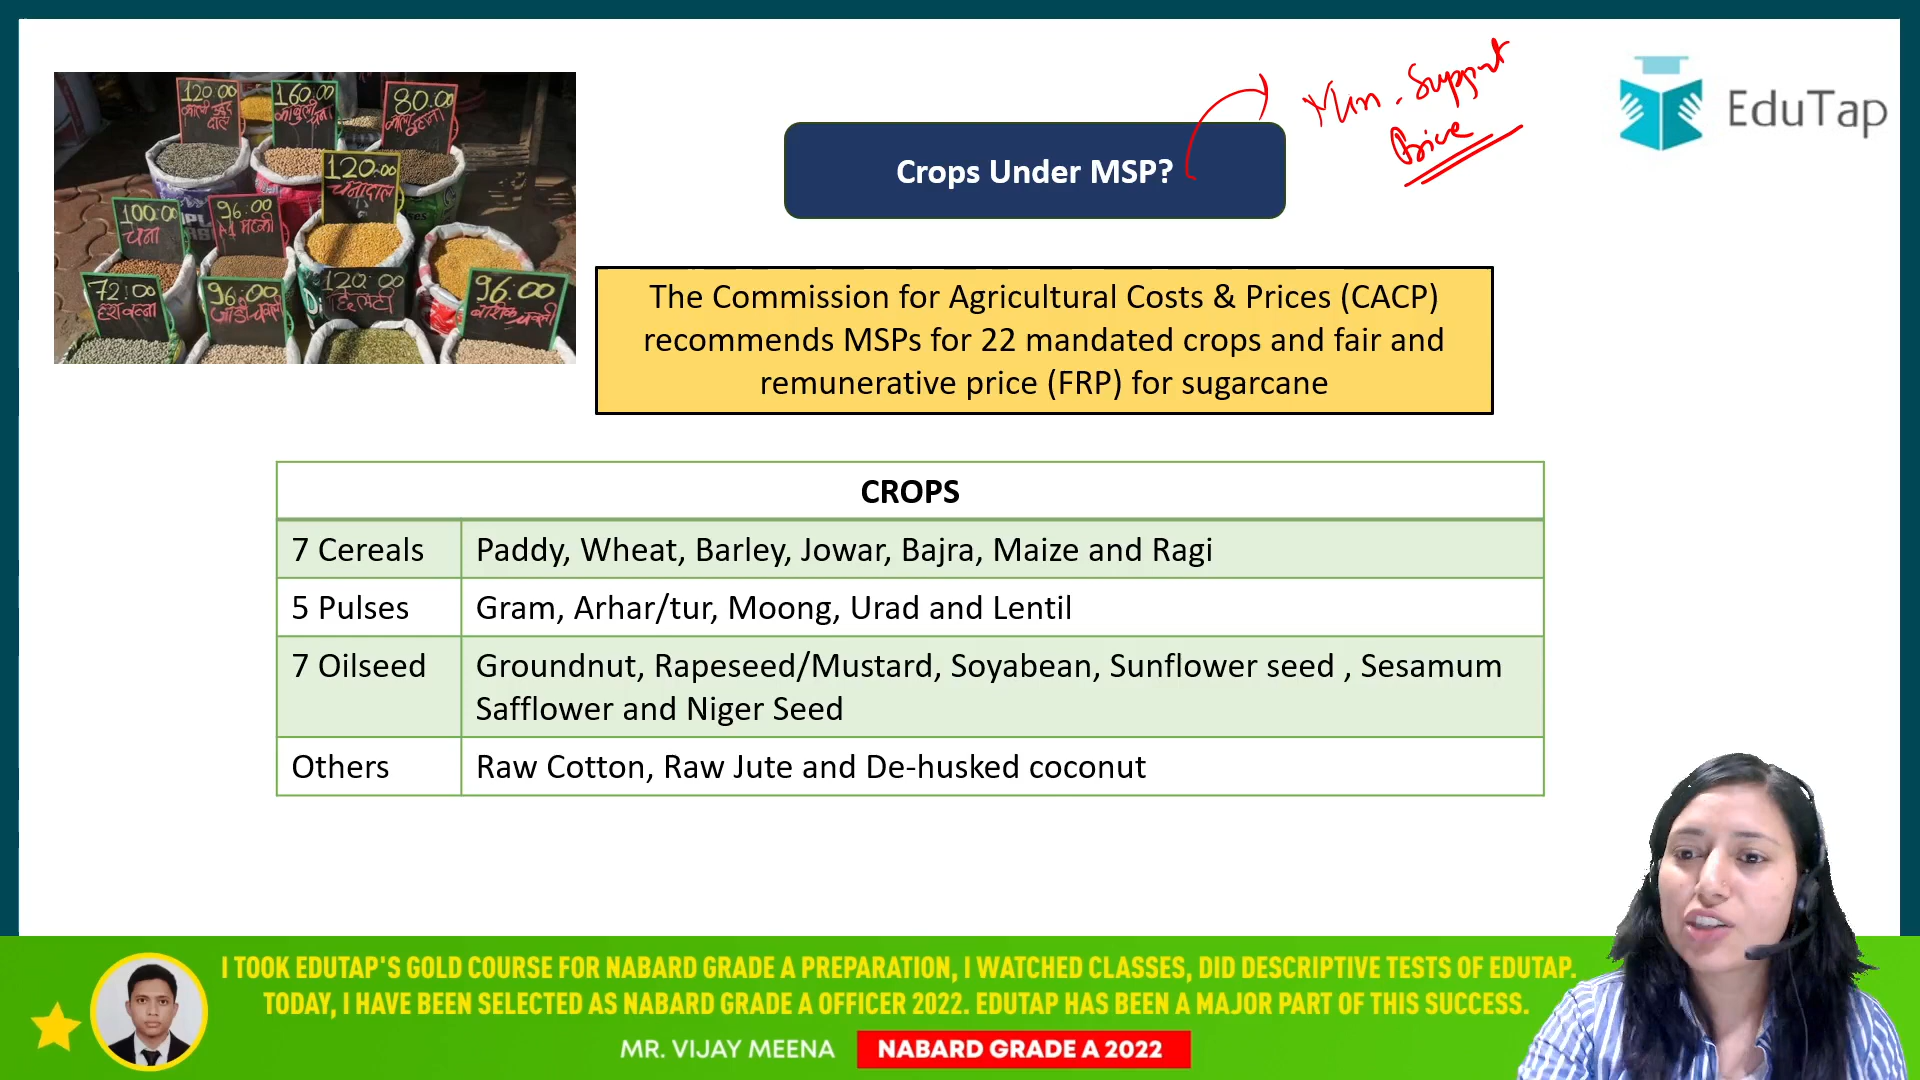 120.00
160.00
80.00
120.00
चनादाल
100.00
चना
96.00
मटकी
72.00
हराचना
96.00
120.00
96.00
Crops Under MSP?
Min. Support
Price
EduTap
The Commission for Agricultural Costs & Prices (CACP)
recommends MSPs for 22 mandated crops and fair and
remunerative price (FRP) for sugarcane
CROPS
7 Cereals Paddy, Wheat, Barley, Jowar, Bajra, Maize and Ragi
5 Pulses Gram, Arhar/tur, Moong, Urad and Lentil
7 Oilseed Groundnut, Rapeseed/Mustard, Soyabean, Sunflower seed , Sesamum
Safflower and Niger Seed
Others Raw Cotton, Raw Jute and De-husked coconut
I TOOK EDUTAP'S GOLD COURSE FOR NABARD GRADE A PREPARATION, I WATCHED CLASSES, DID DESCRIPTIVE TESTS OF EDUTAP.
TODAY, I HAVE BEEN SELECTED AS NABARD GRADE A OFFICER 2022. EDUTAP HAS BEEN A MAJOR PART OF THIS SUCCESS.
MR. VIJAY MEENA NABARD GRADE A 2022